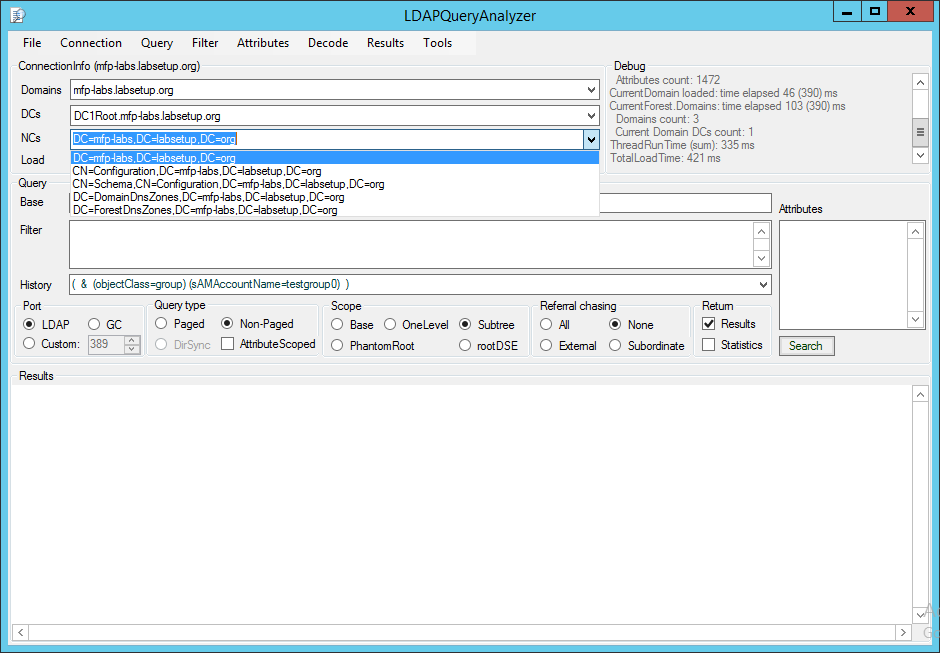 LDAPQueryAnalyzer
File Connection Query Filter Attributes Decode Results Tools
ConnectionInfo (mfp-labs.labsetup.org)
Domains mfp-labs.labsetup.org
DCs DC1Root.mfp-labs.labsetup.org
NCs DC=mfp-labs,DC=labsetup,DC=org
Load DC=mfp-labs,DC=labsetup,DC=org
CN=Configuration,DC=mfp-labs,DC=labsetup,DC=org
CN=Schema,CN=Configuration,DC=mfp-labs,DC=labsetup,DC=org
DC=DomainDnsZones,DC=mfp-labs,DC=labsetup,DC=org
DC=ForestDnsZones,DC=mfp-labs,DC=labsetup,DC=org
Debug
Attributes count: 1472
CurrentDomain loaded: time elapsed 46 (390) ms
CurrentForest.Domains: time elapsed 103 (390) ms
Domains count: 3
Current Domain DCs count: 1
ThreadRunTime (sum): 335 ms
TotalLoadTime: 421 ms
Query
Base
Filter
History ( & (objectClass=group) (sAMAccountName=testgroup0) )
Attributes
Port
LDAP GC
Custom: 389
Query type
Paged Non-Paged
DirSync AttributeScoped
Scope
Base OneLevel Subtree
PhantomRoot rootDSE
Referral chasing
All None
External Subordinate
Return
Results
Statistics
Search
Results